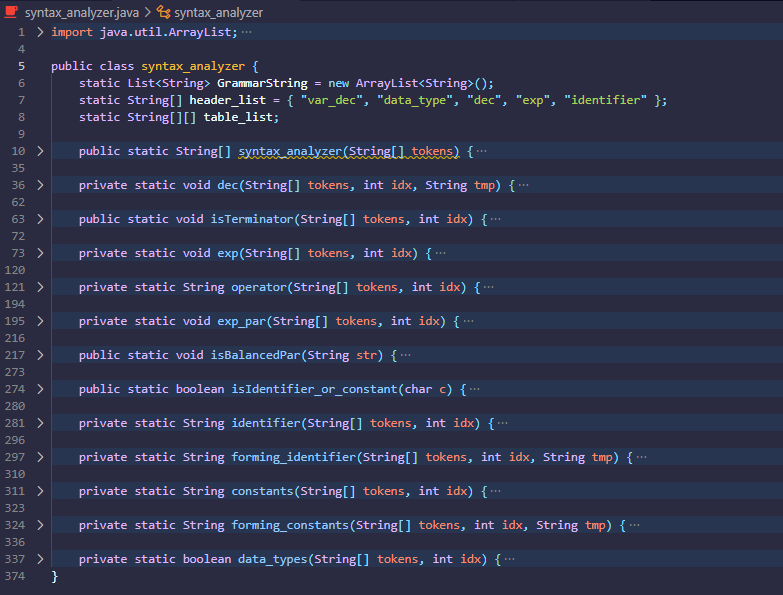 syntax_analyzer.java > syntax_analyzer
1 > import java.util.ArrayList; ···
4
5 public class syntax_analyzer {
6 static List<String> GrammarString = new ArrayList<String>();
7 static String[] header_list = { "var_dec", "data_type", "dec", "exp", "identifier" };
8 static String[][] table_list;
9
10 > public static String[] syntax_analyzer(String[] tokens) { ···
35
36 > private static void dec(String[] tokens, int idx, String tmp) { ···
62
63 > public static void isTerminator(String[] tokens, int idx) { ···
72
73 > private static void exp(String[] tokens, int idx) { ···
120
121 > private static String operator(String[] tokens, int idx) { ···
194
195 > private static void exp_par(String[] tokens, int idx) { ···
216
217 > public static void isBalancedPar(String str) { ···
273
274 > public static boolean isIdentifier_or_constant(char c) { ···
280
281 > private static String identifier(String[] tokens, int idx) { ···
296
297 > private static String forming_identifier(String[] tokens, int idx, String tmp) { ···
310
311 > private static String constants(String[] tokens, int idx) { ···
323
324 > private static String forming_constants(String[] tokens, int idx, String tmp) { ···
336
337 > private static boolean data_types(String[] tokens, int idx) { ···
374 }